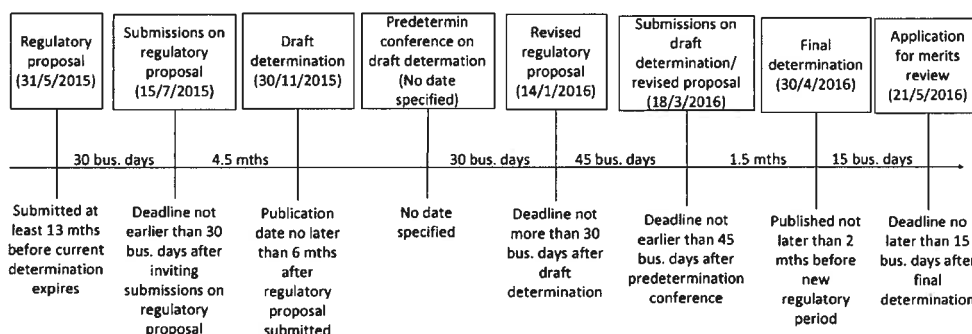 Regulatory
proposal
(31/5/2015)
Submissions on
regulatory
proposal
(15/7/2015)
Draft
determination
(30/11/2015)
Predetermin
conference on
draft determation
(No date
specified)
Revised
regulatory
proposal
(14/1/2016)
Submissions on
draft
determination/
revised proposal
(18/3/2016)
Final
determination
(30/4/2016)
Application
for merits
review
(21/5/2016)
30 bus. days
4.5 mths
30 bus. days
45 bus. days
1.5 mths
15 bus. days
Submitted at
least 13 mths
before current
determination
expires
Deadline not
earlier than 30
bus. days after
inviting
submissions on
regulatory
proposal
Publication
date no later
than 6 mths
after
regulatory
proposal
submitted
No date
specified
Deadline not
more than 30
bus. days after
draft
determination
Deadline not
earlier than 45
bus. days after
predetermination
conference
Published not
later than 2
mths before
new
regulatory
period
Deadline no
later than 15
bus. days after
final
determination